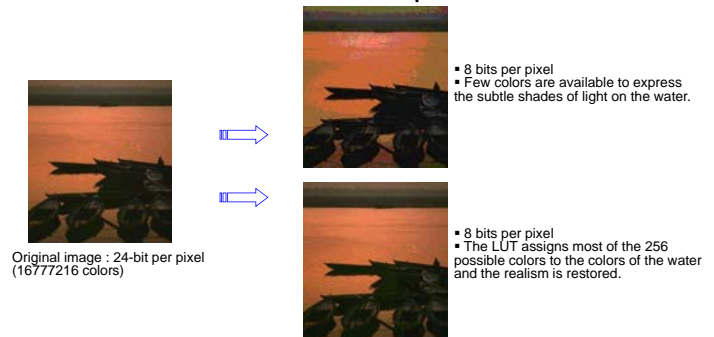 ▪ 8 bits per pixel
▪ Few colors are available to express
the subtle shades of light on the water.
Original image : 24-bit per pixel
(16777216 colors)
▪ 8 bits per pixel
▪ The LUT assigns most of the 256
possible colors to the colors of the water
and the realism is restored.